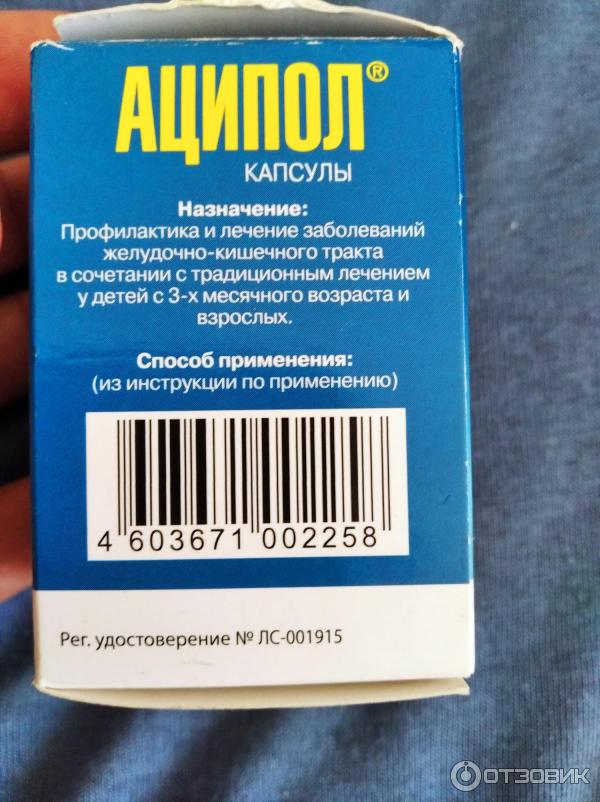 АЦИПОЛ®
КАПСУЛЫ
Назначение:
Профилактика и лечение заболеваний
желудочно-кишечного тракта
в сочетании с традиционным лечением
у детей с 3-х месячного возраста и
взрослых.
Способ применения:
(из инструкции по применению)
4 603671 002258
Рег. удостоверение № ЛС-001915
ОТЗОВИК